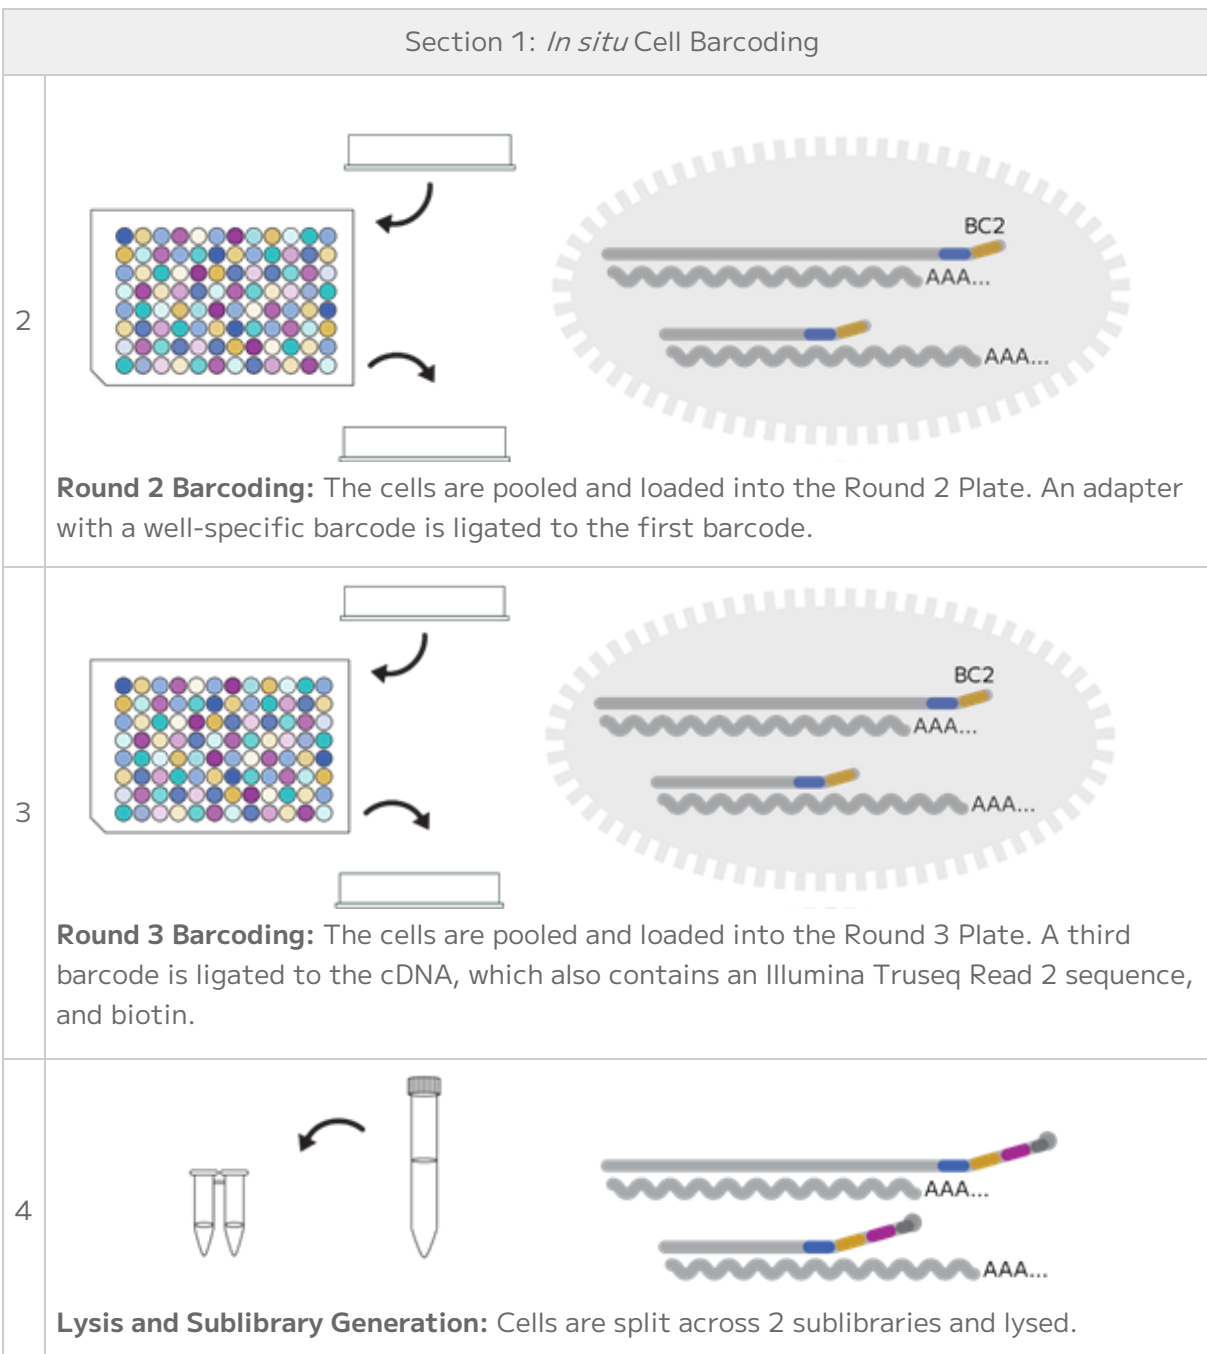 Section 1: In situ Cell Barcoding
2
BC2
AAA...
AAA...
Round 2 Barcoding: The cells are pooled and loaded into the Round 2 Plate. An adapter
with a well-specific barcode is ligated to the first barcode.
3
BC2
AAA...
AAA...
Round 3 Barcoding: The cells are pooled and loaded into the Round 3 Plate. A third
barcode is ligated to the cDNA, which also contains an Illumina Truseq Read 2 sequence,
and biotin.
4
AAA...
AAA...
Lysis and Sublibrary Generation: Cells are split across 2 sublibraries and lysed.